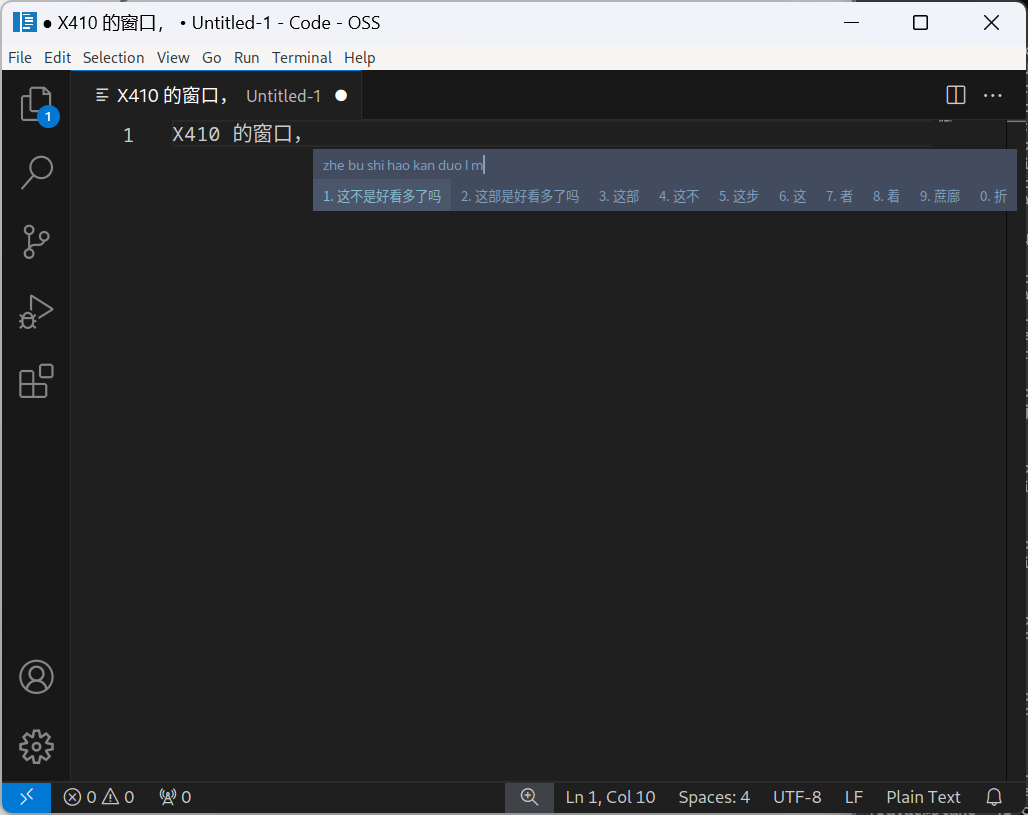 ● X410 的窗口， • Untitled-1 - Code - OSS
File Edit Selection View Go Run Terminal Help
1
X410 的窗口， Untitled-1 ●
1 X410 的窗口，
zhe bu shi hao kan duo l m
1. 这不是好看多了吗 2. 这部是好看多了吗 3. 这部 4. 这不 5. 这步 6. 这 7. 者 8. 着 9. 蔗廊 0. 折
0 0 0 Ln 1, Col 10 Spaces: 4 UTF-8 LF Plain Text